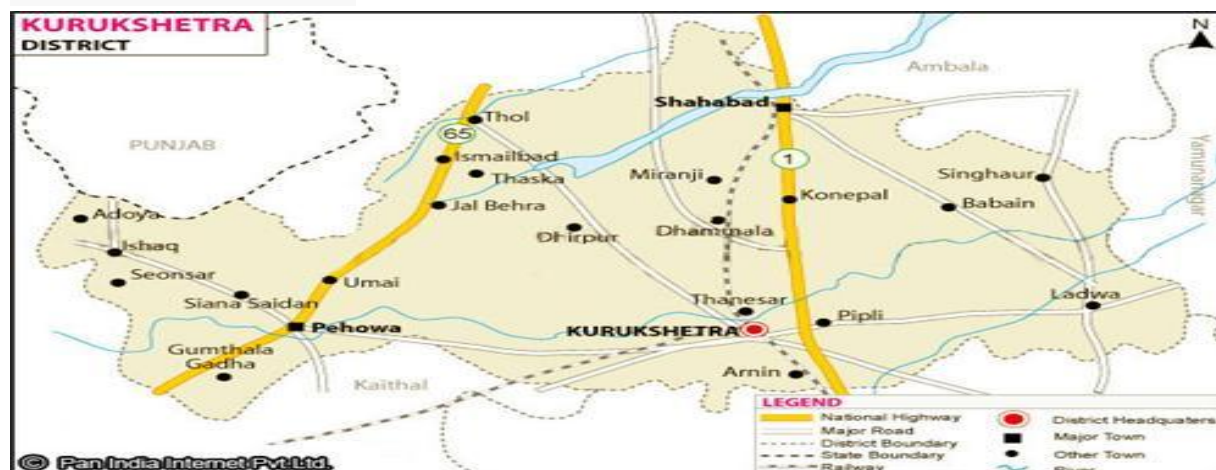 KURUKSHETRA
DISTRICT
N
Ambala
PUNJAB
Yamunanagar
Shahabad
Thol
65
Ismailbad
Thaska
1
Miranji
Singhaur
Konepal
Babain
Jal Behra
Adoya
Dhirpur
Dhammala
Ishaq
Seonsar
Umai
Siana Saidan
Thanesar
Ladwa
Pehowa
KURUKSHETRA
Pipli
Gumthala
Gadha
Kaithal
Arnin
LEGEND
National Highway
Major Road
District Boundary
State Boundary
Railway
District Headquaters
Major Town
Other Town
River
© Pan India Internet Pvt.Ltd.